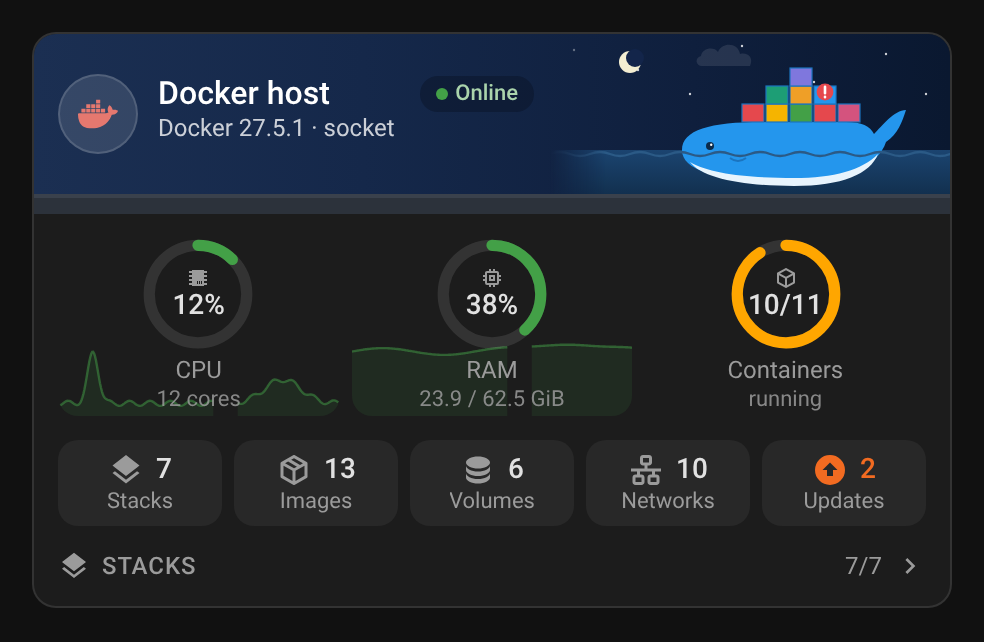 Docker host
Online
Docker 27.5.1 · socket
12%
38%
10/11
CPU
RAM
Containers
12 cores
23.9 / 62.5 GiB
running
7
13
6
10
2
Stacks
Images
Volumes
Networks
Updates
STACKS
7/7